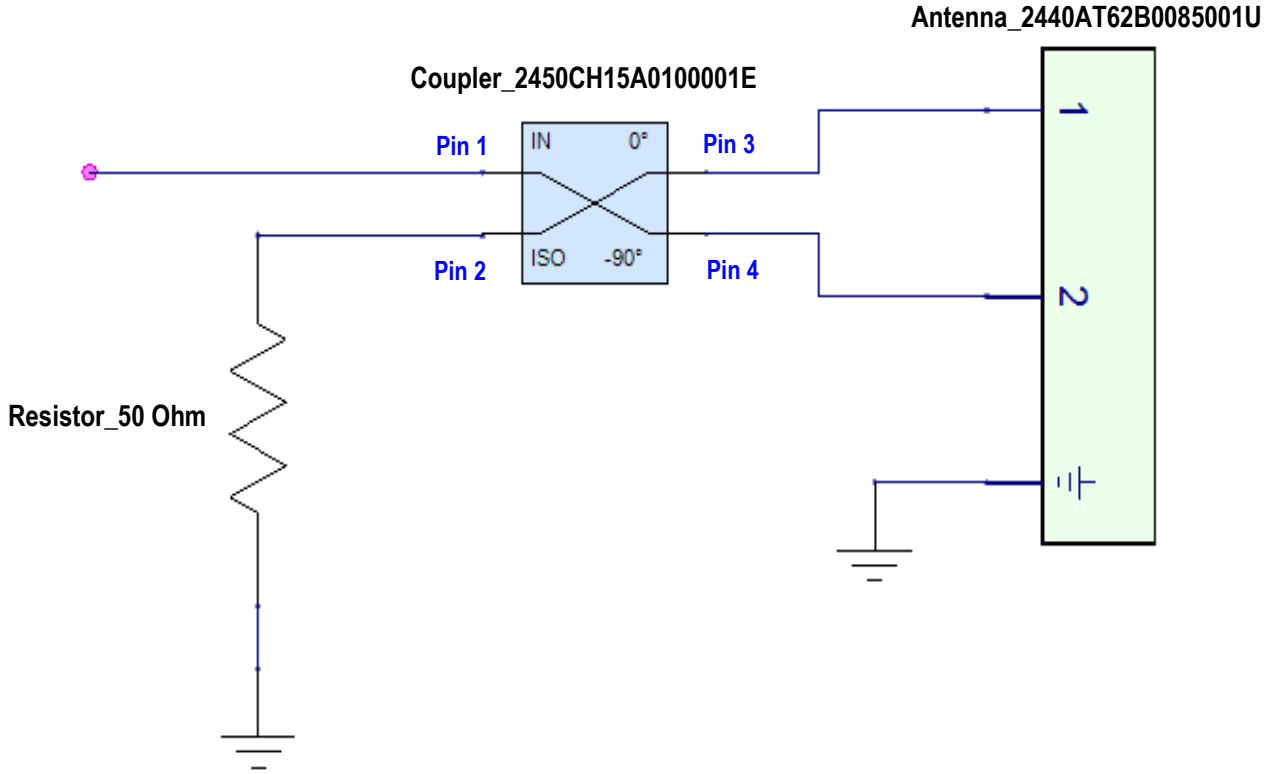 Antenna_2440AT62B0085001U
Coupler_2450CH15A0100001E
Pin 1
IN
0°
Pin 3
1
Pin 2
ISO
-90°
Pin 4
2
Resistor_50 Ohm